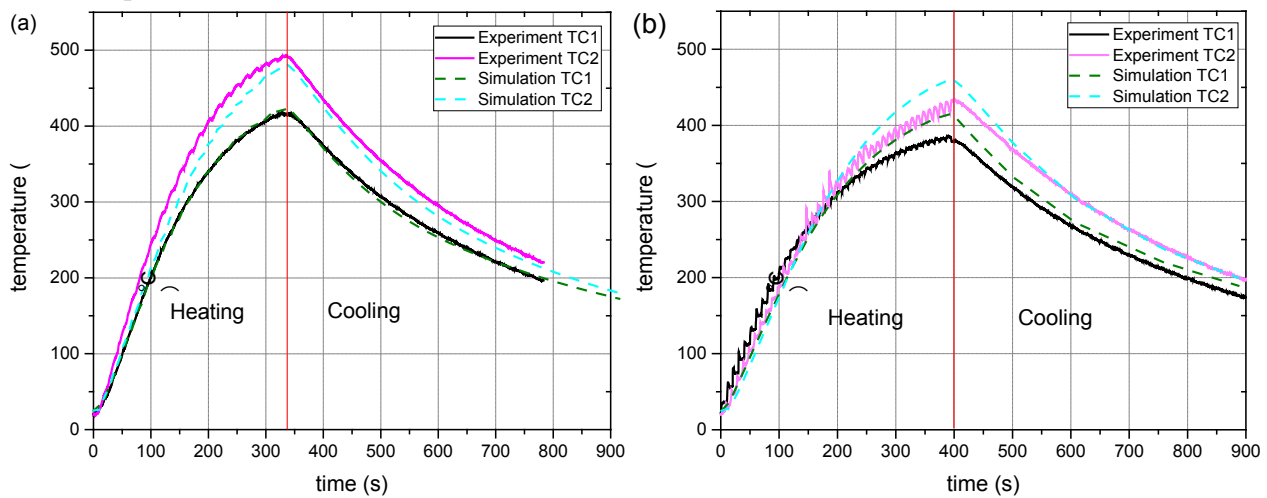 (a)
Experiment TC1
Experiment TC2
Simulation TC1
Simulation TC2
500
400
300
200
100
0
temperature (
Heating
Cooling
0 100 200 300 400 500 600 700 800 900
time (s)
(b)
Experiment TC1
Experiment TC2
Simulation TC1
Simulation TC2
500
400
300
200
100
0
temperature (
Heating
Cooling
0 100 200 300 400 500 600 700 800 900
time (s)